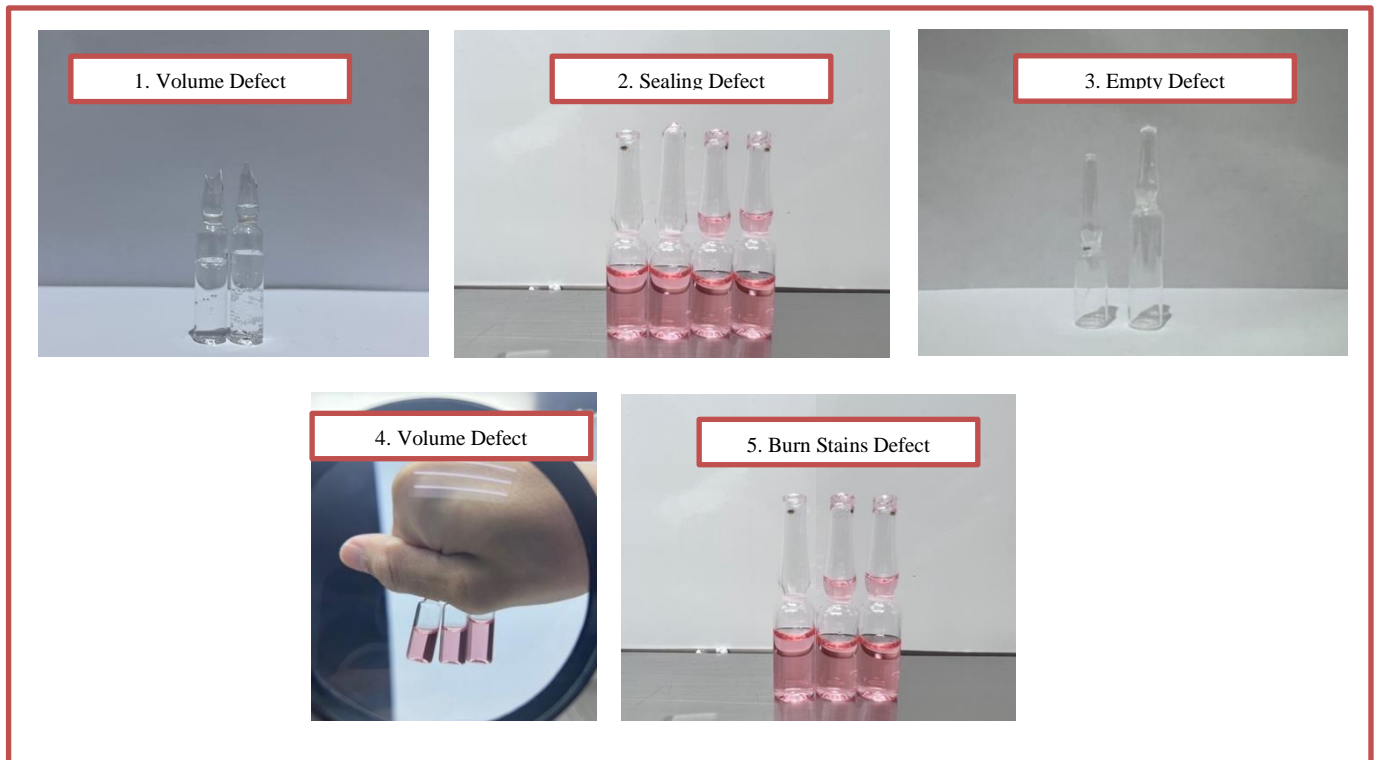 1. Volume Defect
2. Sealing Defect
3. Empty Defect
4. Volume Defect
5. Burn Stains Defect